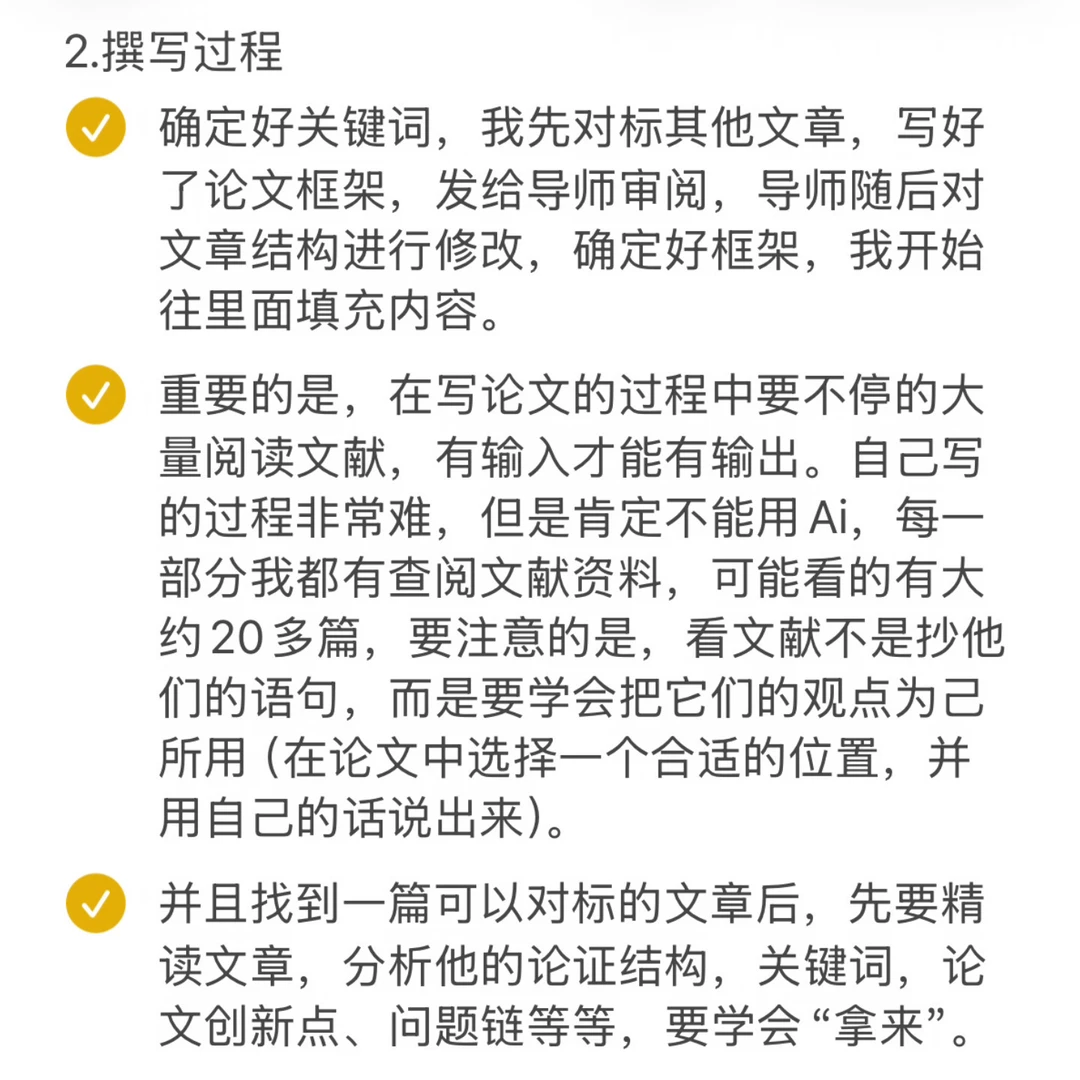 2.撰写过程
确定好关键词，我先对标其他文章，写好
了论文框架，发给导师审阅，导师随后对
文章结构进行修改，确定好框架，我开始
往里面填充内容。
重要的是，在写论文的过程中要不停的大
量阅读文献，有输入才能有输出。自己写
的过程非常难，但是肯定不能用Ai，每一
部分我都有查阅文献资料，可能看的有大
约20多篇，要注意的是，看文献不是抄他
们的语句，而是要学会把它们的观点为己
所用（在论文中选择一个合适的位置，并
用自己的话说出来）。
并且找到一篇可以对标的文章后，先要精
读文章，分析他的论证结构，关键词，论
文创新点、问题链等等，要学会“拿来”。